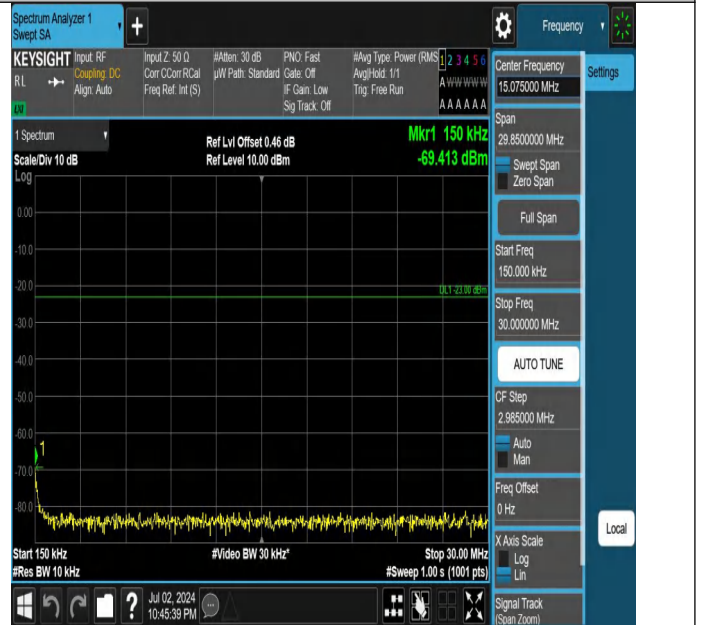 Spectrum Analyzer 1
Swept SA
+
Frequency
KEYSIGHT
RL
LXI
Input: RF
Coupling: DC
Align: Auto
Input Z: 50 Ω
Corr CCorr RCal
Freq Ref: Int (S)
#Atten: 30 dB
µW Path: Standard
PNO: Fast
Gate: Off
IF Gain: Low
Sig Track: Off
#Avg Type: Power (RMS
Avg|Hold: 1/1
Trig: Free Run
1 2 3 4 5 6
A W W W W W
A A A A A A
1 Spectrum
Scale/Div 10 dB
Log
Ref Lvl Offset 0.46 dB
Ref Level 10.00 dBm
Mkr1 150 kHz
-69.413 dBm
0.00
-10.0
-20.0
DL1 -23.00 dBm
-30.0
-40.0
-50.0
-60.0
1
-70.0
-80.0
Start 150 kHz
#Video BW 30 kHz*
Stop 30.00 MHz
#Res BW 10 kHz
#Sweep 1.00 s (1001 pts)
?
Jul 02, 2024
10:45:39 PM
Center Frequency
15.075000 MHz
Settings
Span
29.8500000 MHz
Swept Span
Zero Span
Full Span
Start Freq
150.000 kHz
Stop Freq
30.000000 MHz
AUTO TUNE
CF Step
2.985000 MHz
Auto
Man
Freq Offset
0 Hz
Local
X Axis Scale
Log
Lin
Signal Track
(Span Zoom)